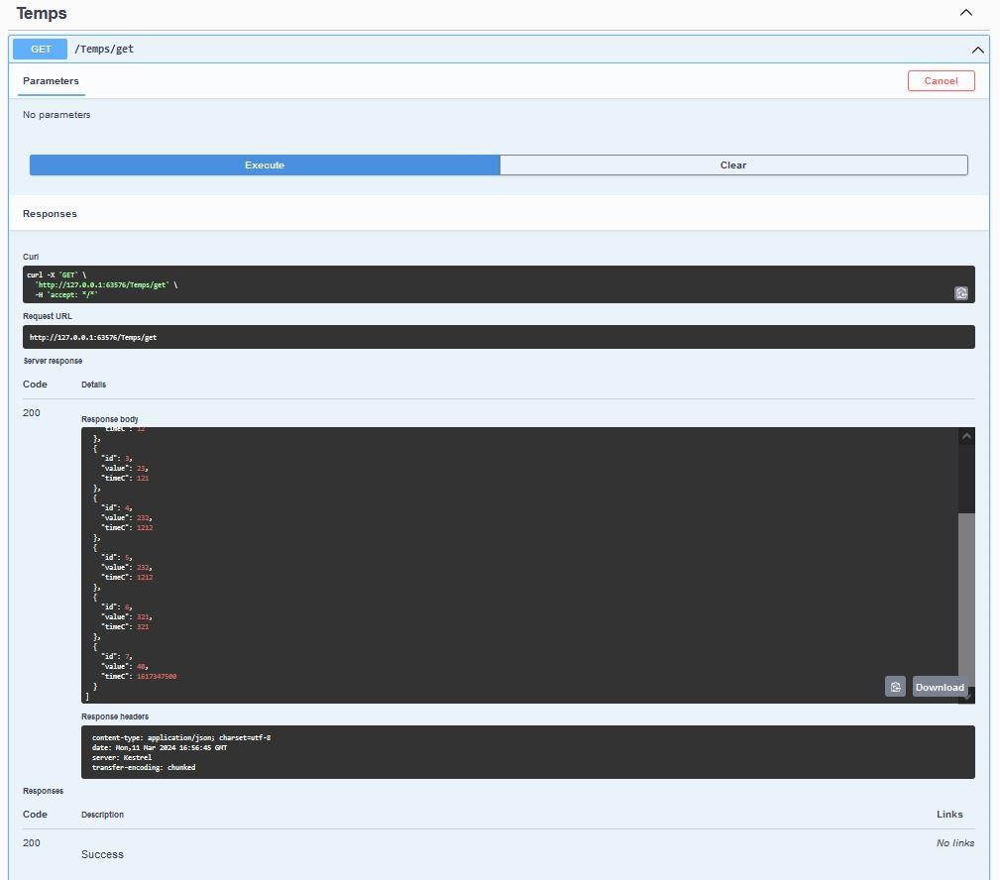 Temps
GET /Temps/get
Parameters
Cancel
No parameters
Execute
Clear
Responses
Curl
curl -X 'GET' \
'http://127.0.0.1:63576/Temps/get' \
-H 'accept: */*'
Request URL
http://127.0.0.1:63576/Temps/get
Server response
Code Details
200
Response body
"timeC": 12
},
{
"id": 3,
"value": 23,
"timeC": 121
},
{
"id": 4,
"value": 232,
"timeC": 1212
},
{
"id": 5,
"value": 232,
"timeC": 1212
},
{
"id": 6,
"value": 321,
"timeC": 321
},
{
"id": 7,
"value": 40,
"timeC": 1617347500
}
]
Download
Response headers
content-type: application/json; charset=utf-8
date: Mon,11 Mar 2024 16:56:45 GMT
server: Kestrel
transfer-encoding: chunked
Responses
Code Description Links
200 No links
Success